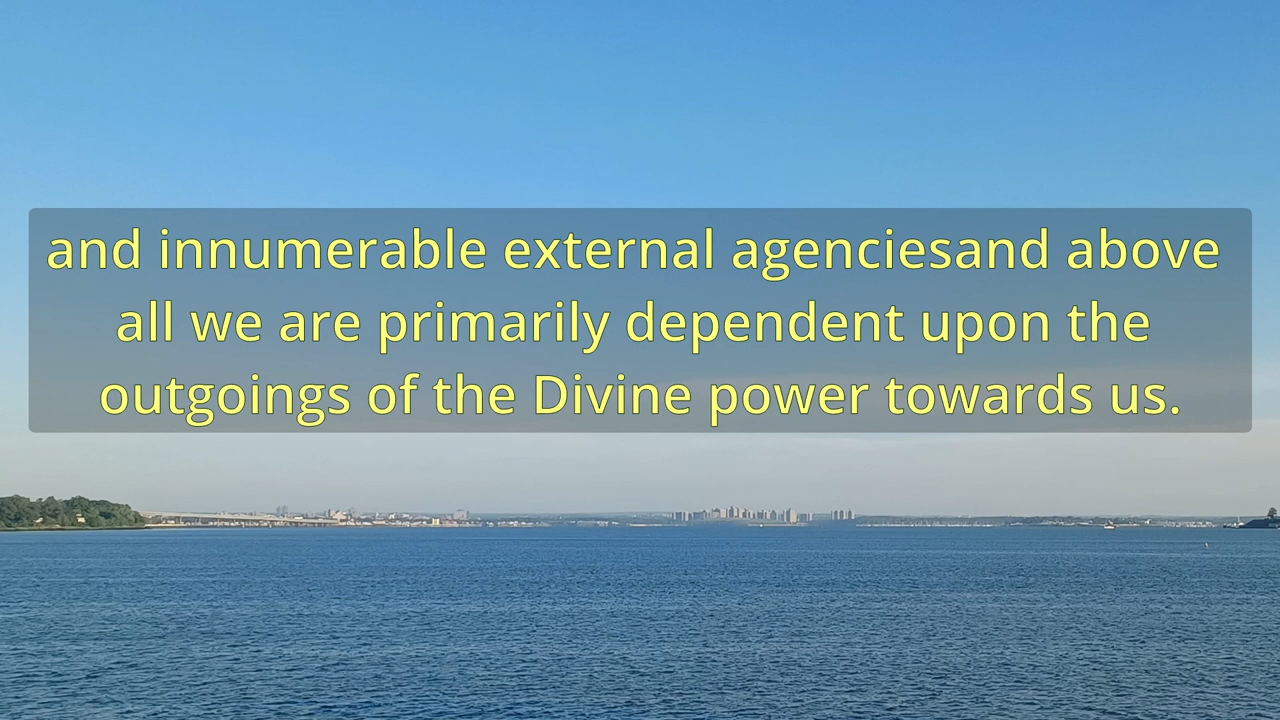 and innumerable external agenciesand above
all we are primarily dependent upon the
outgoings of the Divine power towards us.